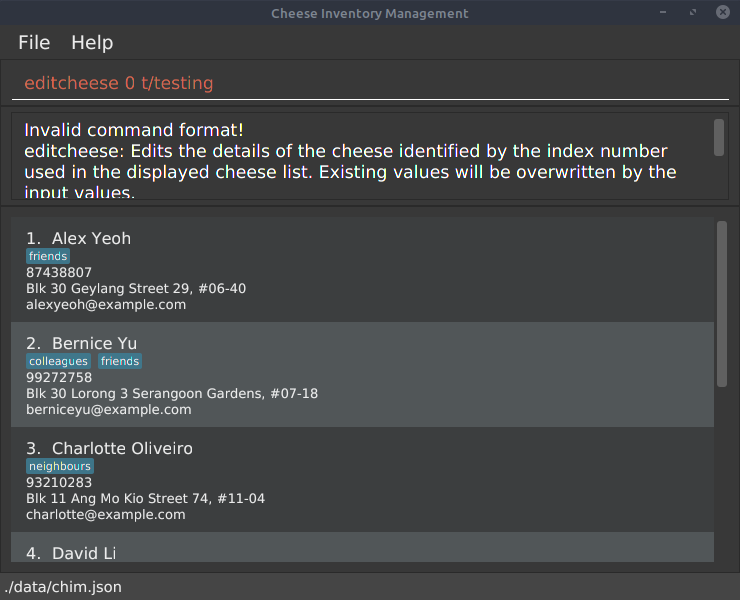 Cheese Inventory Management
File Help
editcheese 0 t/testing
Invalid command format!
editcheese: Edits the details of the cheese identified by the index number
used in the displayed cheese list. Existing values will be overwritten by the
input values.
1. Alex Yeoh
friends
87438807
Blk 30 Geylang Street 29, #06-40
alexyeoh@example.com
2. Bernice Yu
colleagues friends
99272758
Blk 30 Lorong 3 Serangoon Gardens, #07-18
berniceyu@example.com
3. Charlotte Oliveiro
neighbours
93210283
Blk 11 Ang Mo Kio Street 74, #11-04
charlotte@example.com
4. David Li
./data/chim.json